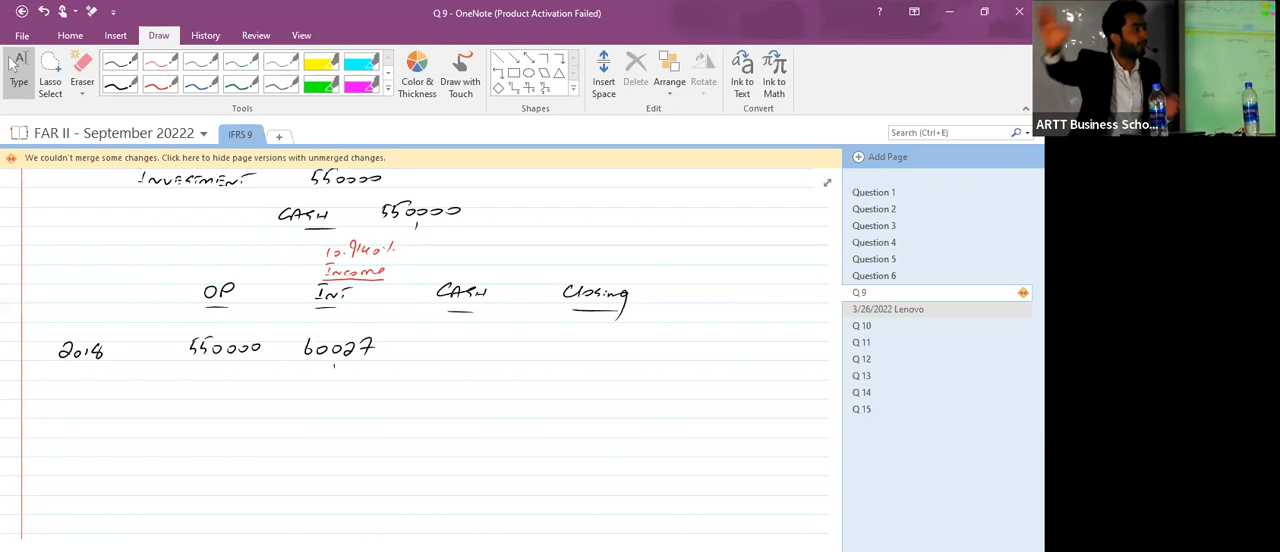 Q 9 - OneNote (Product Activation Failed)
?
File Home Insert Draw History Review View
Type
Lasso Select
Eraser
Color & Thickness
Draw with Touch
Insert Space
Delete
Arrange
Rotate
Ink to Text
Ink to Math
Tools Shapes Edit Convert
ARTT Business Scho...
FAR II - September 20222
IFRS 9
Search (Ctrl+E)
We couldn't merge some changes. Click here to hide page versions with unmerged changes.
Add Page
INVESTMENT 550000
CASH 550000
10.9140%
Income
OP INT CASH Closing
2018 550000 60027
Question 1
Question 2
Question 3
Question 4
Question 5
Question 6
Q 9
3/26/2022 Lenovo
Q 10
Q 11
Q 12
Q 13
Q 14
Q 15